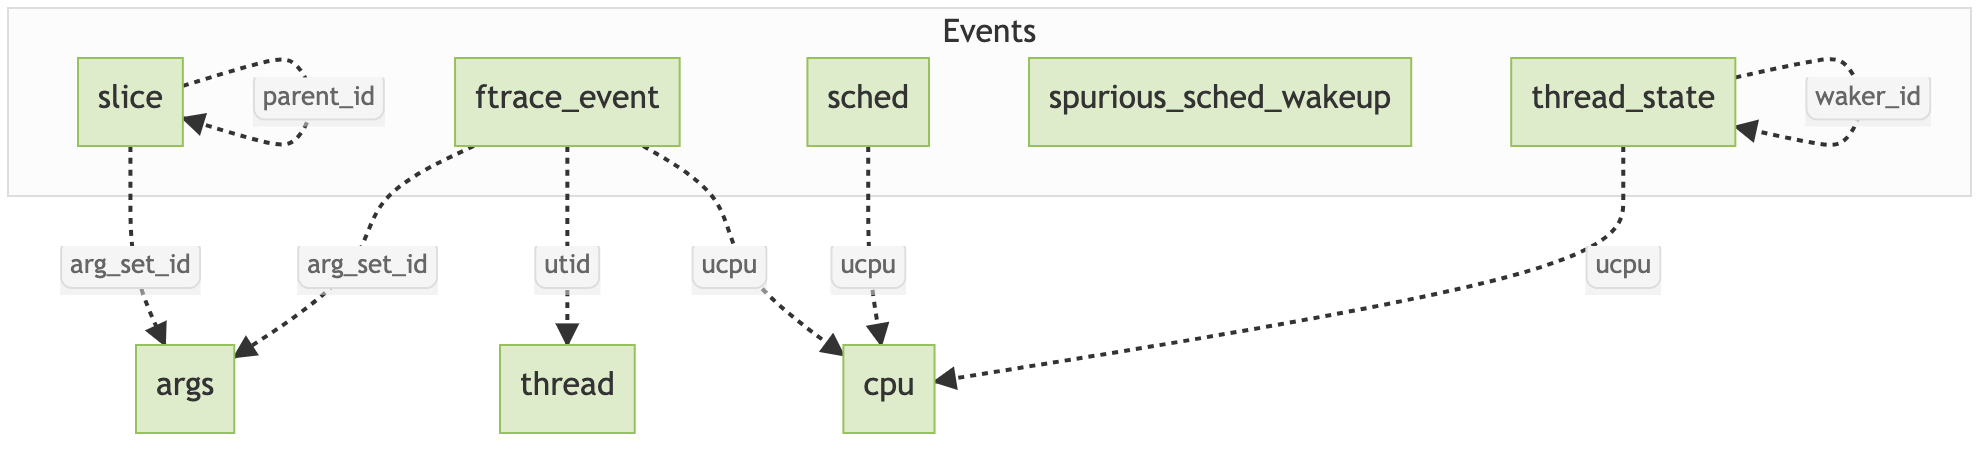 Events
slice
parent_id
ftrace_event
sched
spurious_sched_wakeup
thread_state
waker_id
arg_set_id
arg_set_id
utid
ucpu
ucpu
ucpu
args
thread
cpu